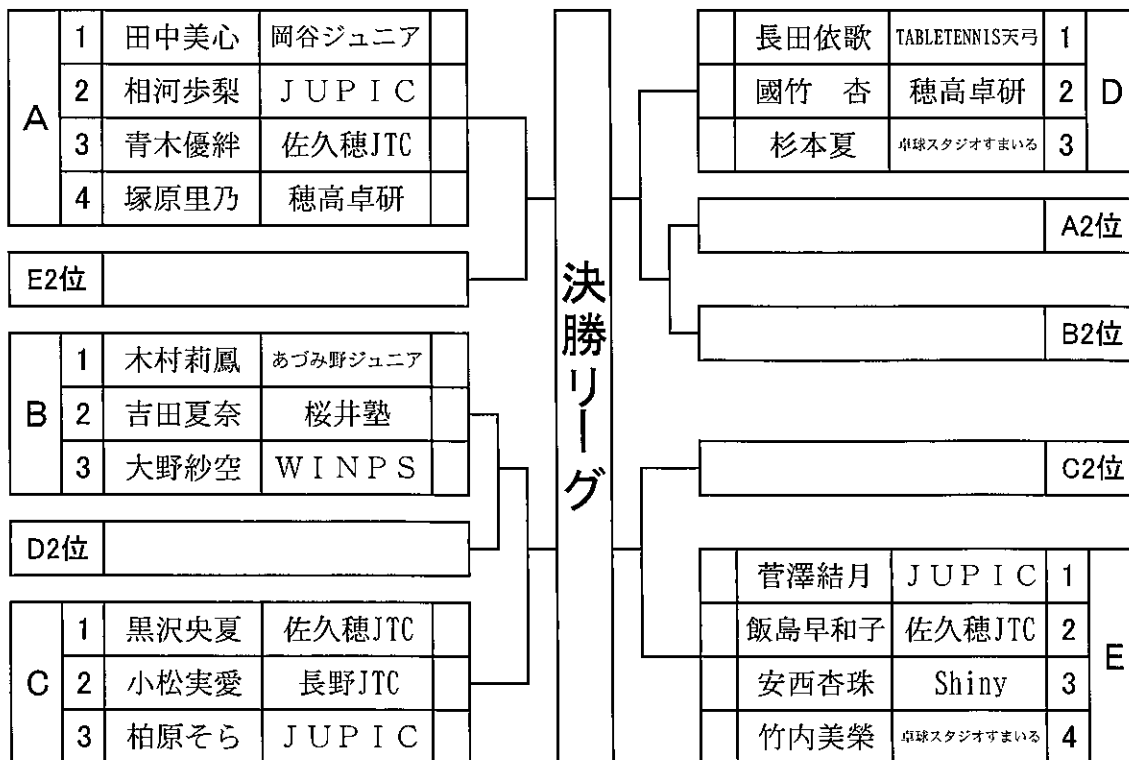 A
1 田中美心 岡谷ジュニア
2 相河歩梨 ＪＵＰＩＣ
3 青木優絆 佐久穂JTC
4 塚原里乃 穂高卓研
E2位
B
1 木村莉鳳 あづみ野ジュニア
2 吉田夏奈 桜井塾
3 大野紗空 ＷＩＮＰＳ
D2位
C
1 黒沢央夏 佐久穂JTC
2 小松実愛 長野JTC
3 柏原そら ＪＵＰＩＣ
決勝リーグ
長田依歌 TABLETENNIS天弓 1
國竹　杏 穂高卓研 2
杉本夏 卓球スタジオすまいる 3
D
A2位
B2位
C2位
菅澤結月 ＪＵＰＩＣ 1
飯島早和子 佐久穂JTC 2
安西杏珠 Shiny 3
竹内美榮 卓球スタジオすまいる 4
E